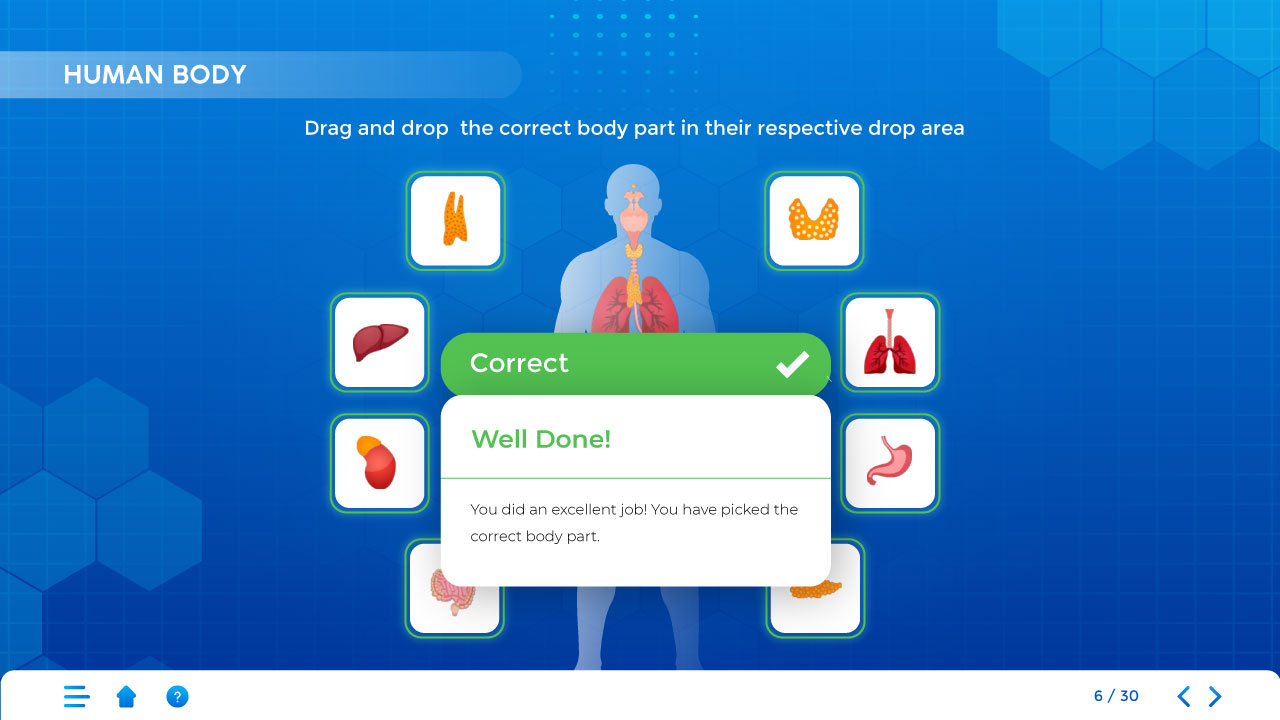 HUMAN BODY
Drag and drop  the correct body part in their respective drop area
Correct
Well Done!
You did an excellent job! You have picked the
correct body part.
?
6 / 30